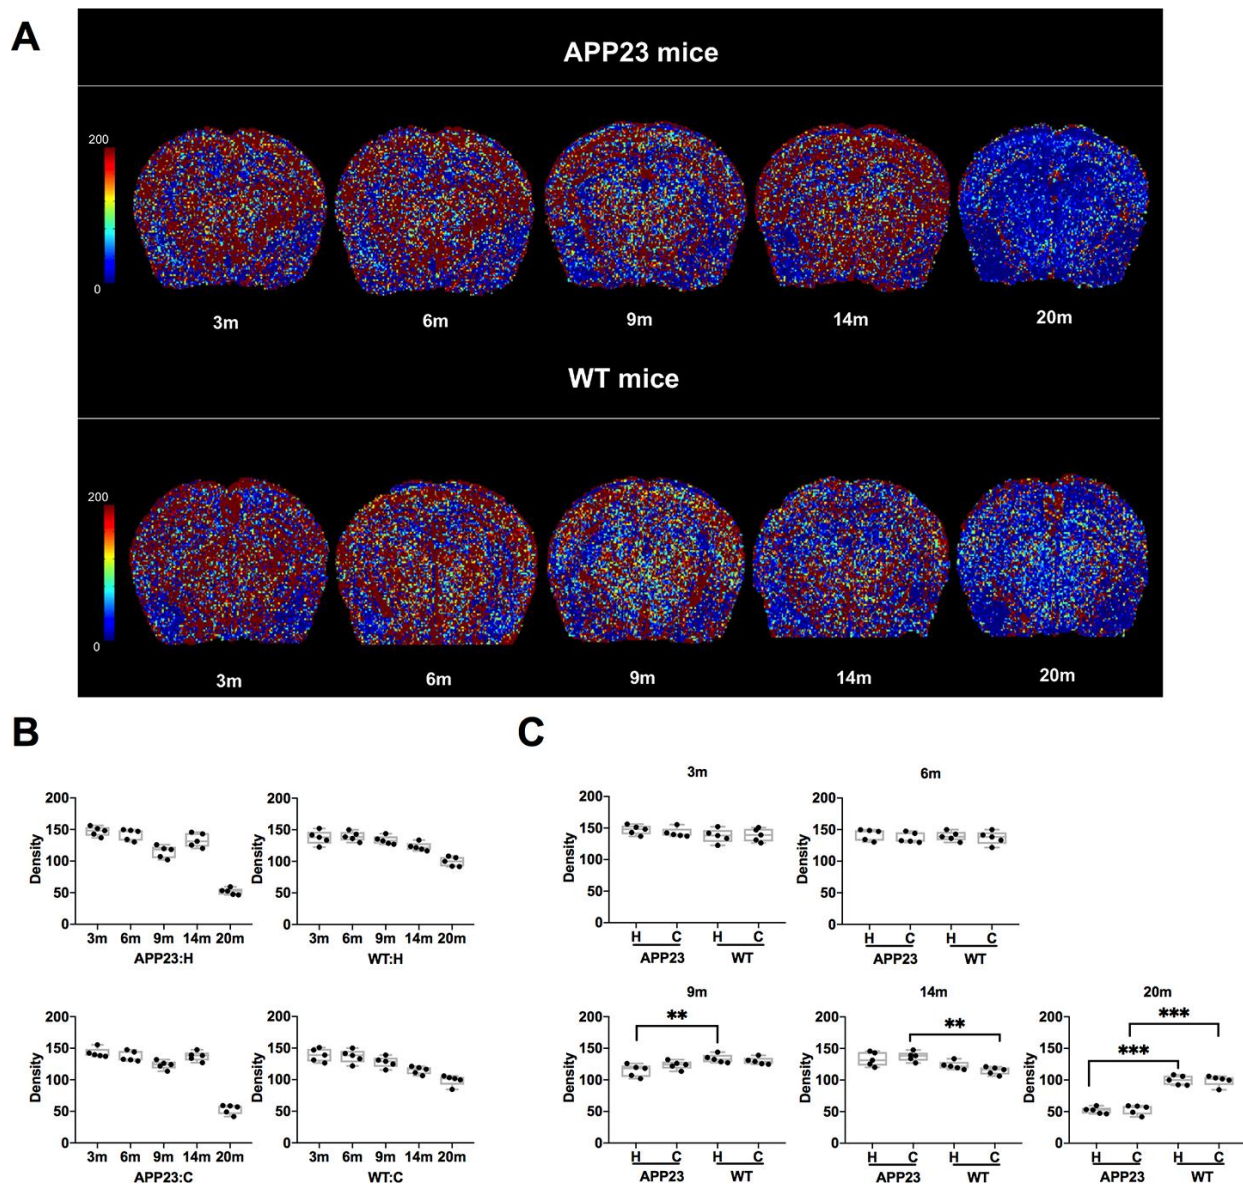 A
APP23 mice
200
0
3m
6m
9m
14m
20m
WT mice
200
0
3m
6m
9m
14m
20m
B
200
150
100
50
0
Density
3m 6m 9m 14m 20m
APP23:H
200
150
100
50
0
Density
3m 6m 9m 14m 20m
WT:H
200
150
100
50
0
Density
3m 6m 9m 14m 20m
APP23:C
200
150
100
50
0
Density
3m 6m 9m 14m 20m
WT:C
C
3m
200
150
100
50
0
Density
H C H C
APP23 WT
6m
200
150
100
50
0
Density
H C H C
APP23 WT
9m
**
200
150
100
50
0
Density
H C H C
APP23 WT
14m
**
200
150
100
50
0
Density
H C H C
APP23 WT
20m
***
***
200
150
100
50
0
Density
H C H C
APP23 WT